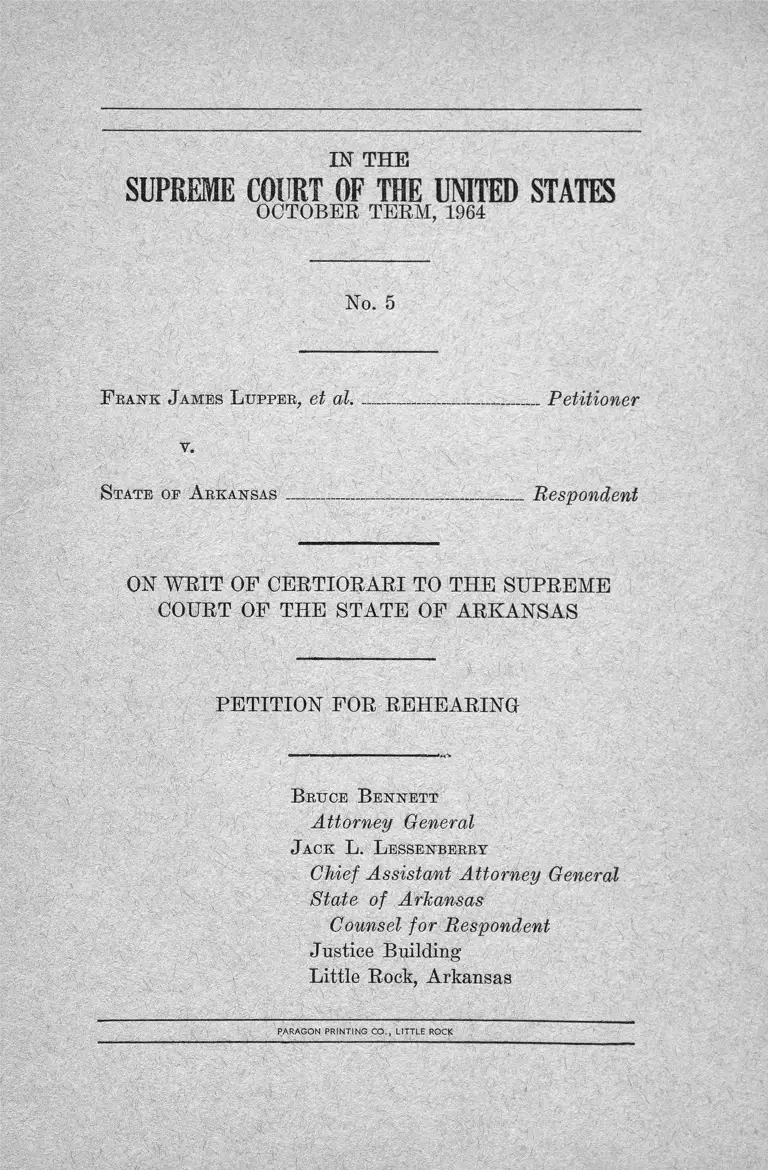 IN THE
SUPREME COURT OF THE UNITED STATES
OCTOBER TERM, 1964
No. 5
Frank James Lupper, et al. ________ Petitioner
v.
State of Arkansas ________ Respondent
ON WRIT OF CERTIORARI TO THE SUPREME
COURT OF THE STATE OF ARKANSAS
PETITION FOR REHEARING
Bruce Bennett
Attorney General
Jack L. Lessenberry
Chief Assistant Attorney General
State of Arkansas
Counsel for Respondent
Justice Building
Little Rock, Arkansas
PARAGON PRINTING CO., LITTLE ROCK